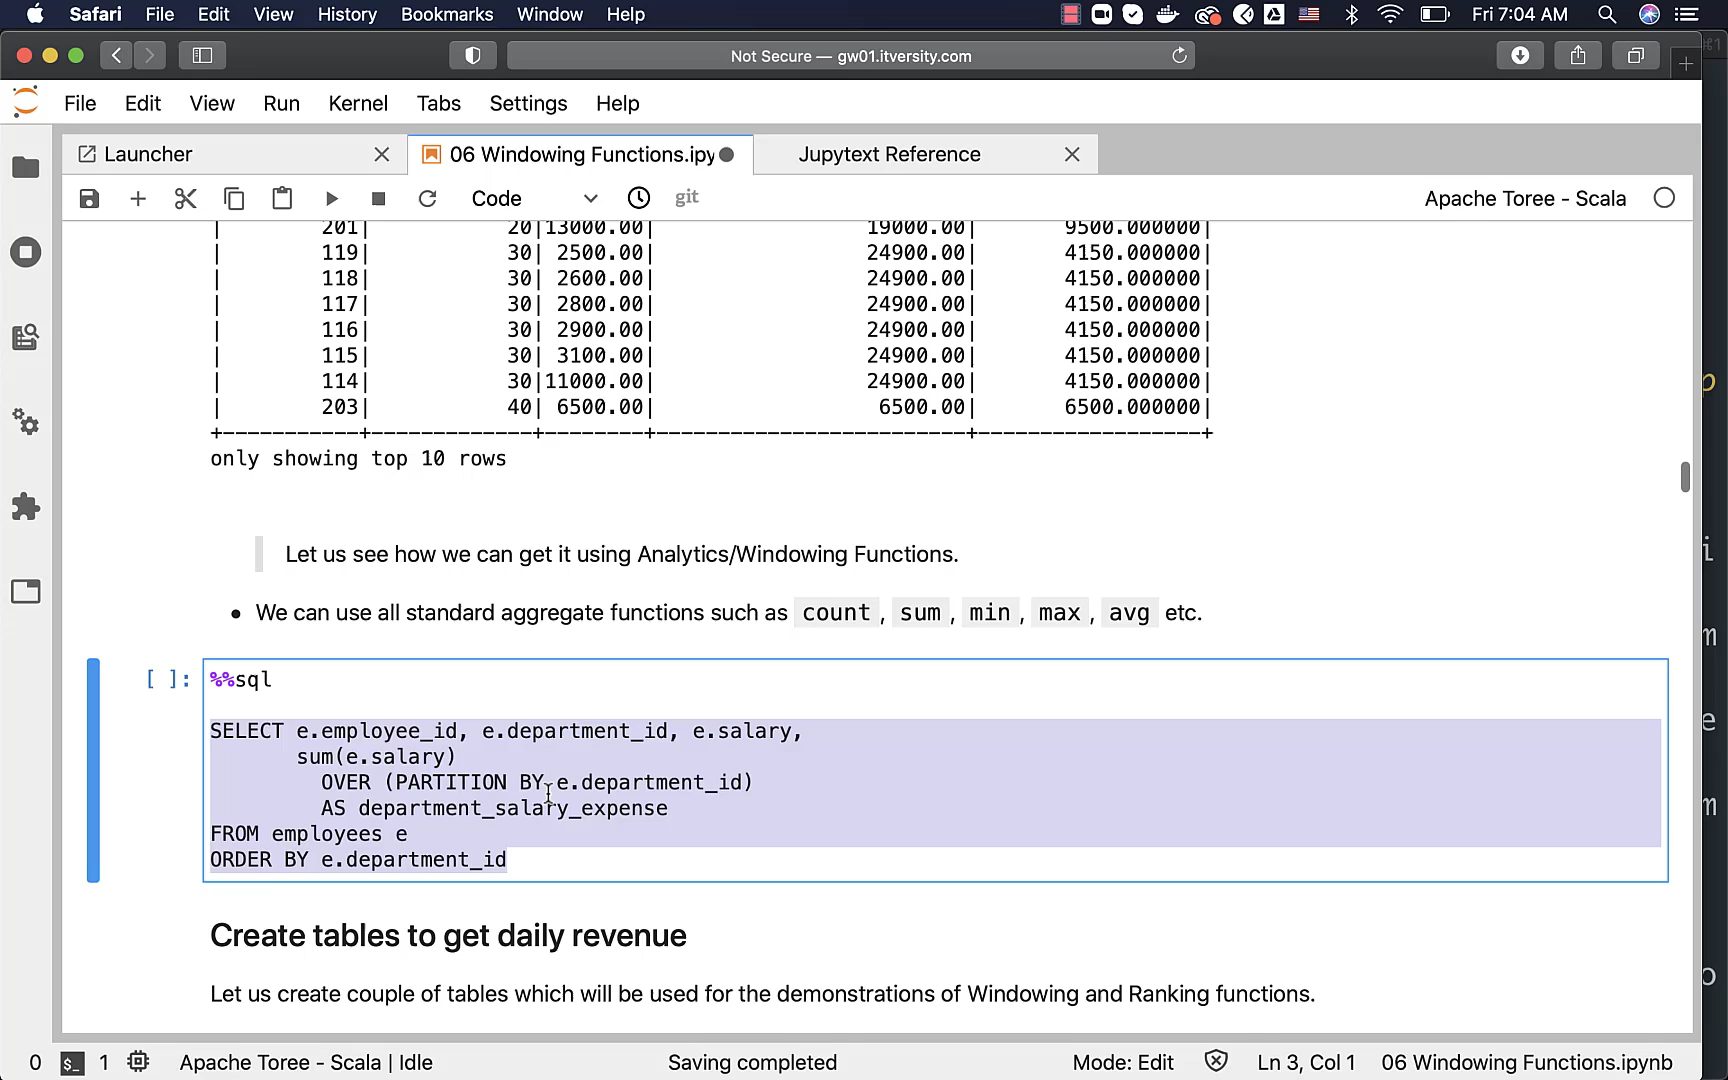 Safari File Edit View History Bookmarks Window Help Fri 7:04 AM
Not Secure — gw01.itversity.com
File Edit View Run Kernel Tabs Settings Help
Launcher 06 Windowing Functions.ipy Jupytext Reference
Code git Apache Toree - Scala
| 201| 20|13000.00| 19000.00| 9500.000000|
| 119| 30| 2500.00| 24900.00| 4150.000000|
| 118| 30| 2600.00| 24900.00| 4150.000000|
| 117| 30| 2800.00| 24900.00| 4150.000000|
| 116| 30| 2900.00| 24900.00| 4150.000000|
| 115| 30| 3100.00| 24900.00| 4150.000000|
| 114| 30|11000.00| 24900.00| 4150.000000|
| 203| 40| 6500.00| 6500.00| 6500.000000|
+-----------+-------------+--------+-------------------------+------------------+
only showing top 10 rows
Let us see how we can get it using Analytics/Windowing Functions.
• We can use all standard aggregate functions such as count, sum, min, max, avg etc.
[ ]: %%sql
SELECT e.employee_id, e.department_id, e.salary,
sum(e.salary)
OVER (PARTITION BY e.department_id)
AS department_salary_expense
FROM employees e
ORDER BY e.department_id
Create tables to get daily revenue
Let us create couple of tables which will be used for the demonstrations of Windowing and Ranking functions.
0 $_ 1 Apache Toree - Scala | Idle Saving completed Mode: Edit Ln 3, Col 1 06 Windowing Functions.ipynb